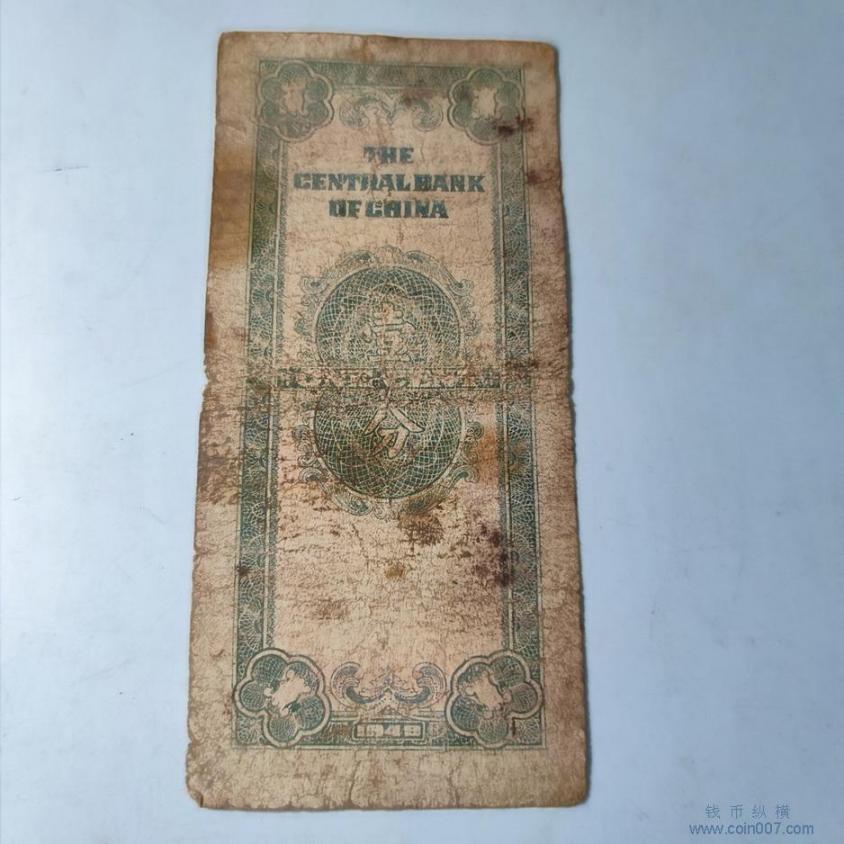 THE
CENTRAL BANK
OF CHINA
壹
分
1949
钱币纵横
www.coin007.com